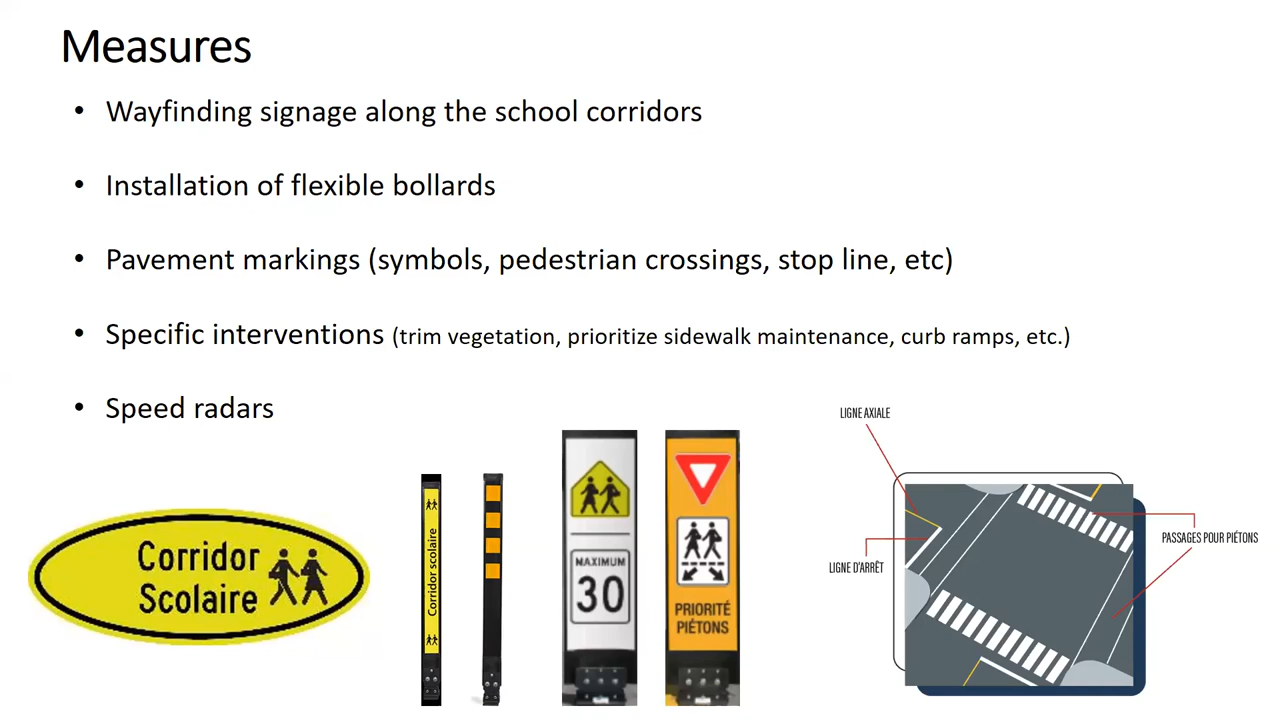 Measures
• Wayfinding signage along the school corridors
• Installation of flexible bollards
• Pavement markings (symbols, pedestrian crossings, stop line, etc)
• Specific interventions (trim vegetation, prioritize sidewalk maintenance, curb ramps, etc.)
• Speed radars
Corridor
Scolaire
Corridor scolaire
MAXIMUM
30
PRIORITÉ
PIÉTONS
LIGNE AXIALE
LIGNE D'ARRÊT
PASSAGES POUR PIÉTONS